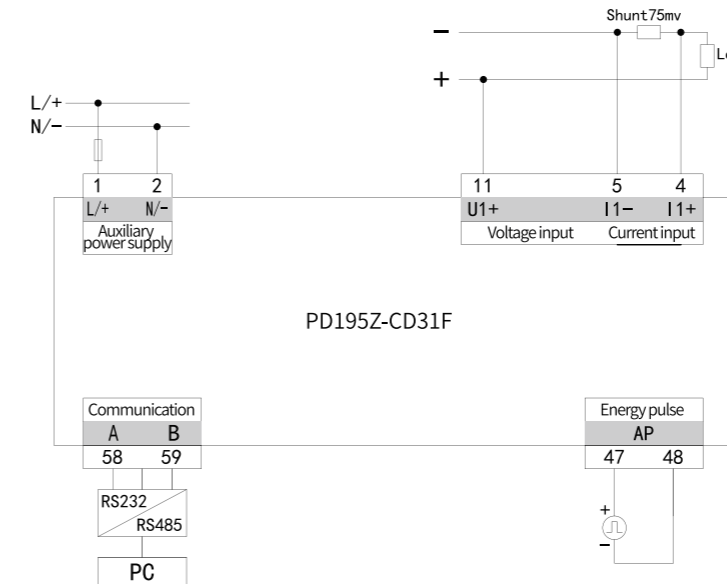 Shunt75mv
−
+
L/+
N/−
1 2
L/+ N/−
Auxiliary
power supply
11 5 4
U1+ I1− I1+
Voltage input Current input
PD195Z-CD31F
Communication
A B
58 59
RS232
RS485
PC
Energy pulse
AP
47 48
+
−